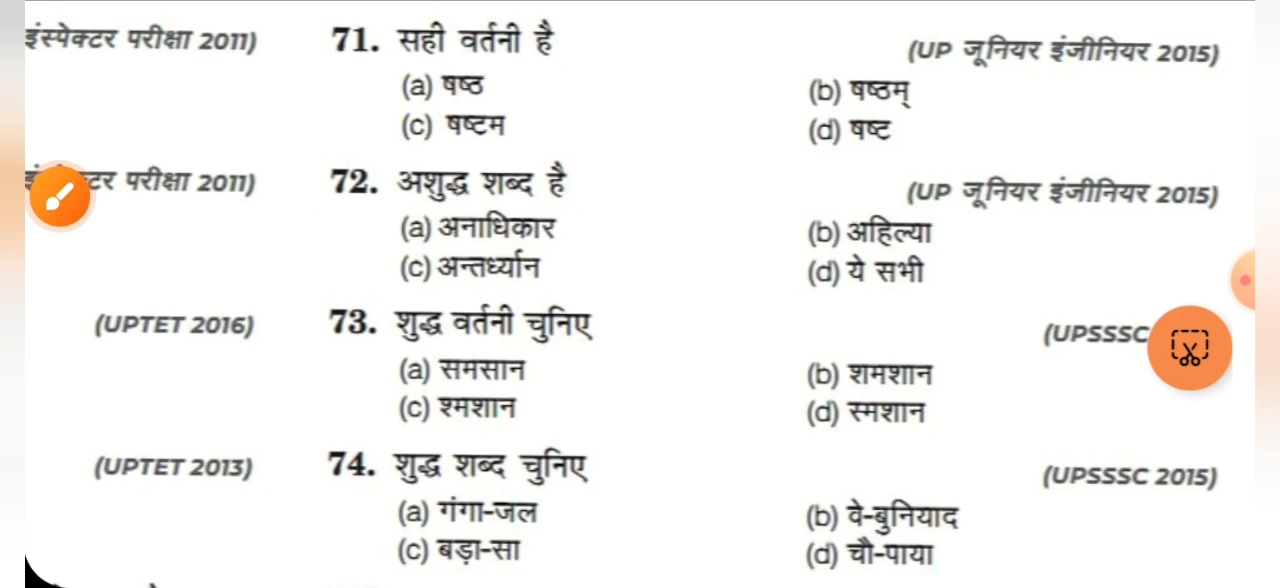 इंस्पेक्टर परीक्षा 2011)
71. सही वर्तनी है
(UP जूनियर इंजीनियर 2015)
(a) षष्ठ
(b) षष्ठम्
(c) षष्टम
(d) षष्ट
टर परीक्षा 2011)
72. अशुद्ध शब्द है
(UP जूनियर इंजीनियर 2015)
(a) अनाधिकार
(b) अहिल्या
(c) अन्तर्ध्यान
(d) ये सभी
(UPTET 2016)
73. शुद्ध वर्तनी चुनिए
(UPSSSC
(a) समसान
(b) शमशान
(c) श्मशान
(d) स्मशान
(UPTET 2013)
74. शुद्ध शब्द चुनिए
(UPSSSC 2015)
(a) गंगा-जल
(b) वे-बुनियाद
(c) बड़ा-सा
(d) चौ-पाया